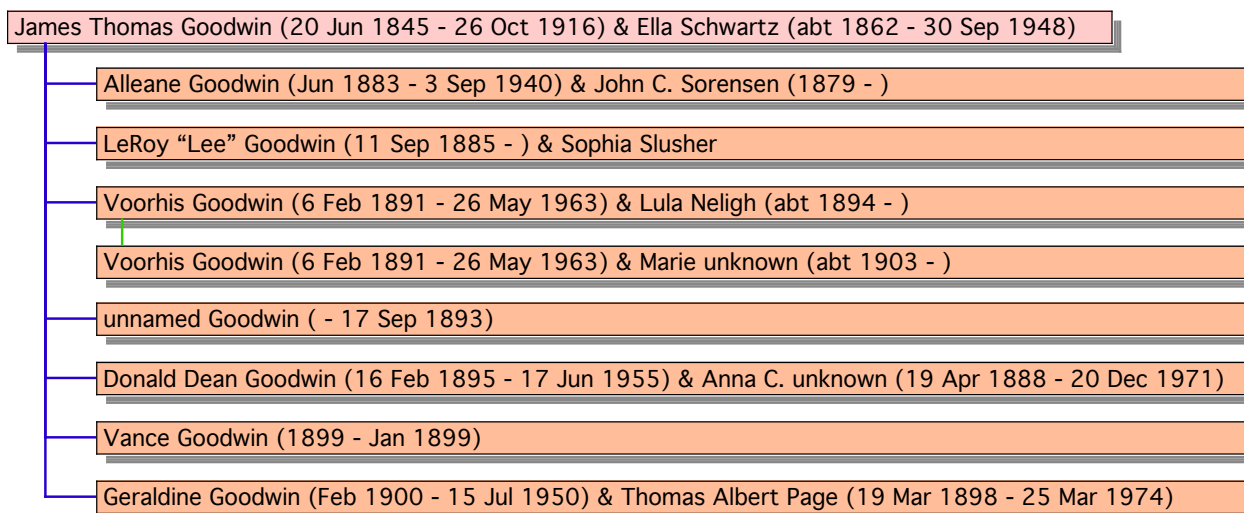 James Thomas Goodwin (20 Jun 1845 - 26 Oct 1916) & Ella Schwartz (abt 1862 - 30 Sep 1948)
Alleane Goodwin (Jun 1883 - 3 Sep 1940) & John C. Sorensen (1879 - )
LeRoy “Lee” Goodwin (11 Sep 1885 - ) & Sophia Slusher
Voorhis Goodwin (6 Feb 1891 - 26 May 1963) & Lula Neligh (abt 1894 - )
Voorhis Goodwin (6 Feb 1891 - 26 May 1963) & Marie unknown (abt 1903 - )
unnamed Goodwin ( - 17 Sep 1893)
Donald Dean Goodwin (16 Feb 1895 - 17 Jun 1955) & Anna C. unknown (19 Apr 1888 - 20 Dec 1971)
Vance Goodwin (1899 - Jan 1899)
Geraldine Goodwin (Feb 1900 - 15 Jul 1950) & Thomas Albert Page (19 Mar 1898 - 25 Mar 1974)